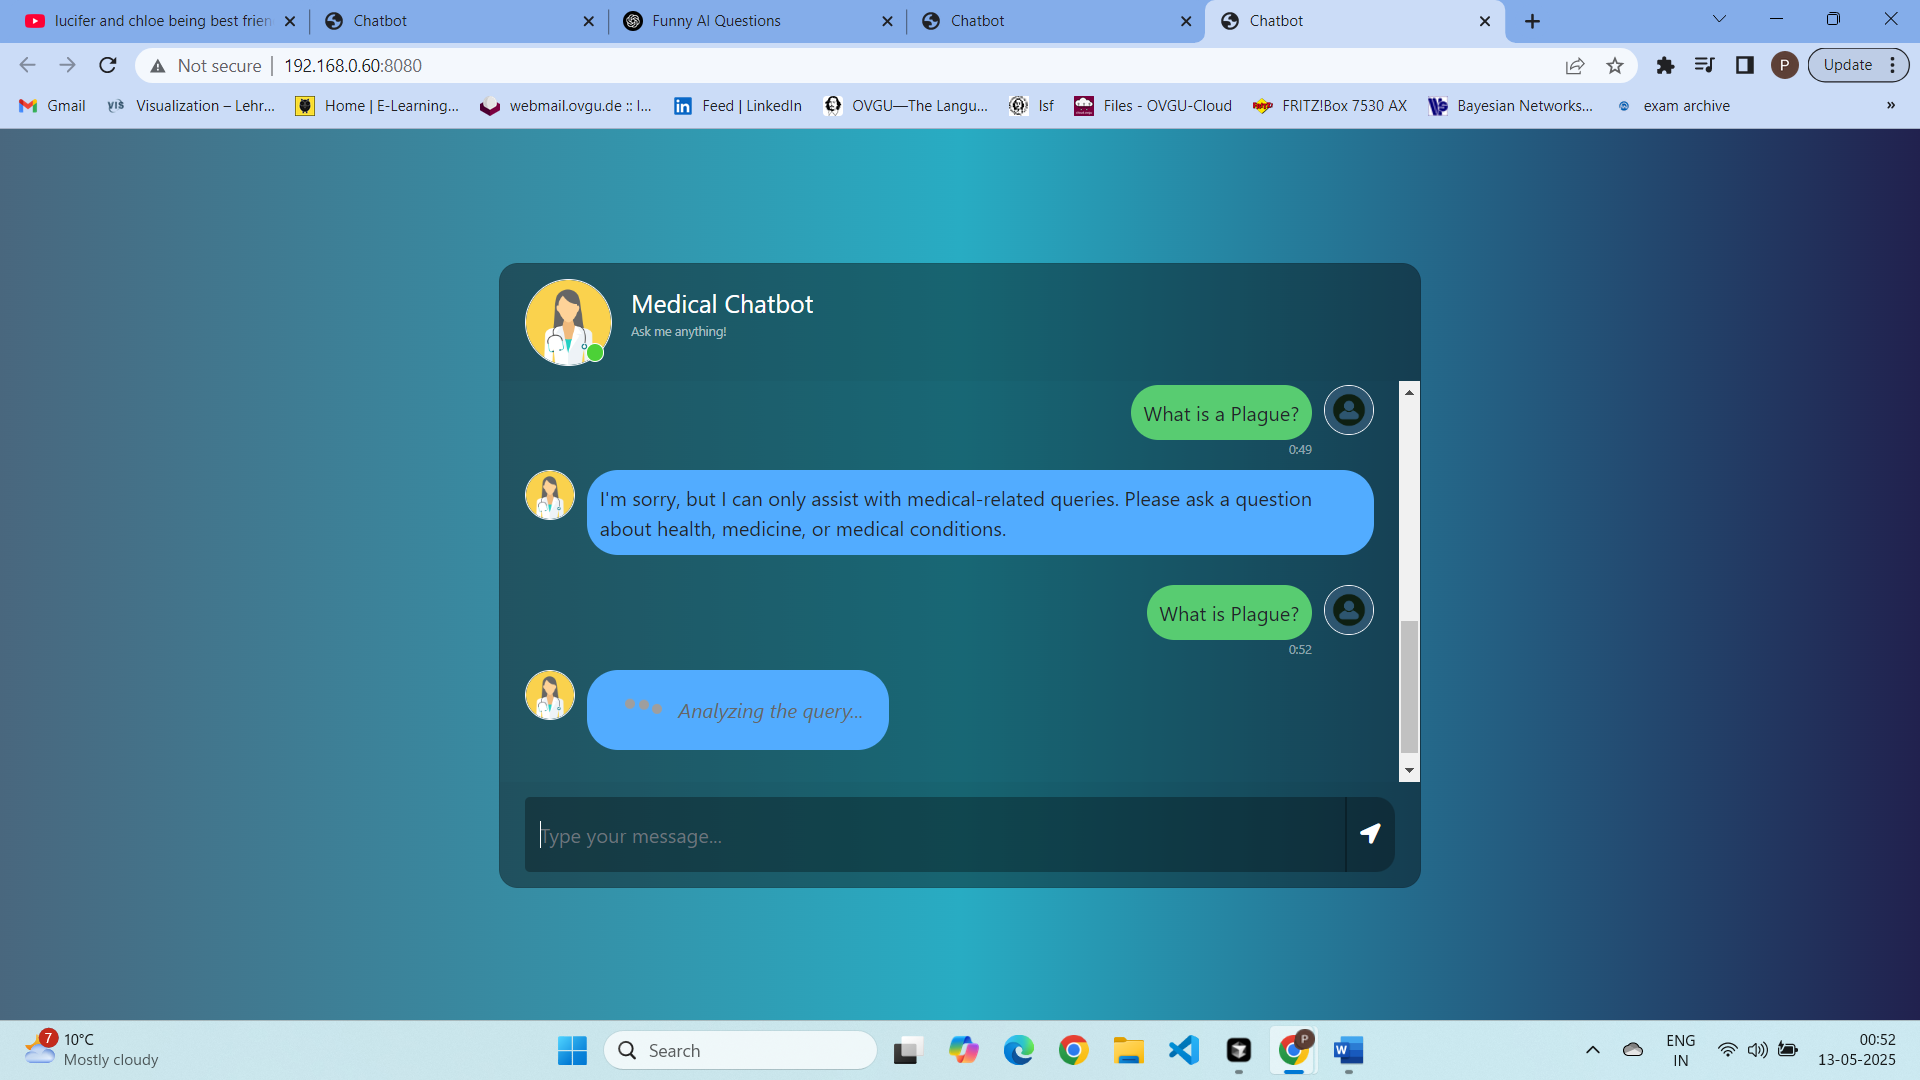 lucifer and chloe being best frien
Chatbot
Funny AI Questions
Chatbot
Chatbot
Not secure
192.168.0.60:8080
P
Update
Gmail
Visualization – Lehr...
Home | E-Learning...
webmail.ovgu.de :: I...
Feed | LinkedIn
OVGU—The Langu...
lsf
Files - OVGU-Cloud
FRITZ!Box 7530 AX
Bayesian Networks...
exam archive
»
Medical Chatbot
Ask me anything!
What is a Plague?
0:49
I'm sorry, but I can only assist with medical-related queries. Please ask a question
about health, medicine, or medical conditions.
What is Plague?
0:52
Analyzing the query...
Type your message...
7
10°C
Mostly cloudy
Search
P
ENG
IN
00:52
13-05-2025